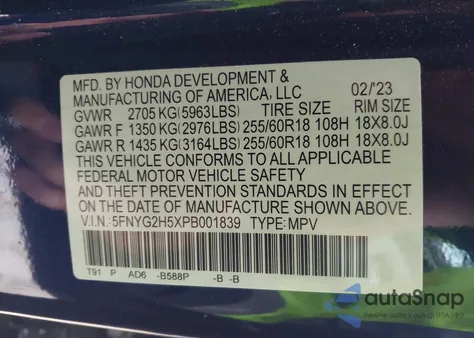 MFD. BY HONDA DEVELOPMENT &
MANUFACTURING OF AMERICA, LLC 02/'23
GVWR 2705 KG(5963LBS) TIRE SIZE RIM SIZE
GAWR F 1350 KG(2976LBS) 255/60R18 108H 18X8.0J
GAWR R 1435 KG(3164LBS) 255/60R18 108H 18X8.0J
THIS VEHICLE CONFORMS TO ALL APPLICABLE
FEDERAL MOTOR VEHICLE SAFETY
AND THEFT PREVENTION STANDARDS IN EFFECT
ON THE DATE OF MANUFACTURE SHOWN ABOVE.
V.I.N.:5FNYG2H5XPB001839 TYPE:MPV
T91 P AD6 -B588P -B -B
autoSnap